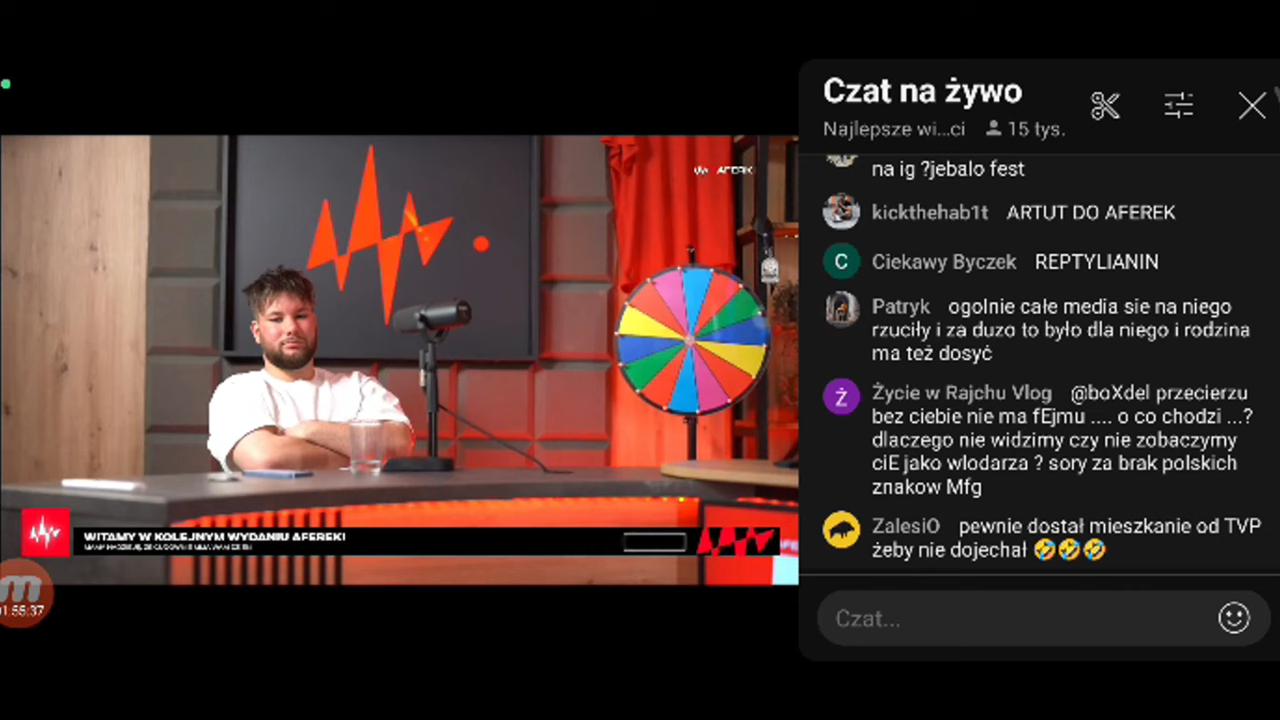 Czat na żywo
Najlepsze wi...ci 15 tys.
na ig ?jebalo fest
kickthehab1t ARTUT DO AFEREK
C Ciekawy Byczek REPTYLIANIN
Patryk ogolnie całe media sie na niego
rzuciły i za duzo to było dla niego i rodzina
ma też dosyć
Ż Życie w Rajchu Vlog @boXdel przecierzu
bez ciebie nie ma fEjmu .... o co chodzi ...?
dlaczego nie widzimy czy nie zobaczymy
ciE jako wlodarza ? sory za brak polskich
znakow Mfg
ZalesiO pewnie dostał mieszkanie od TVP
żeby nie dojechał 🤣🤣🤣
Czat...
AFERKI
WITAMY W KOLEJNYM WYDANIU AFEREK!
m
1:55:37